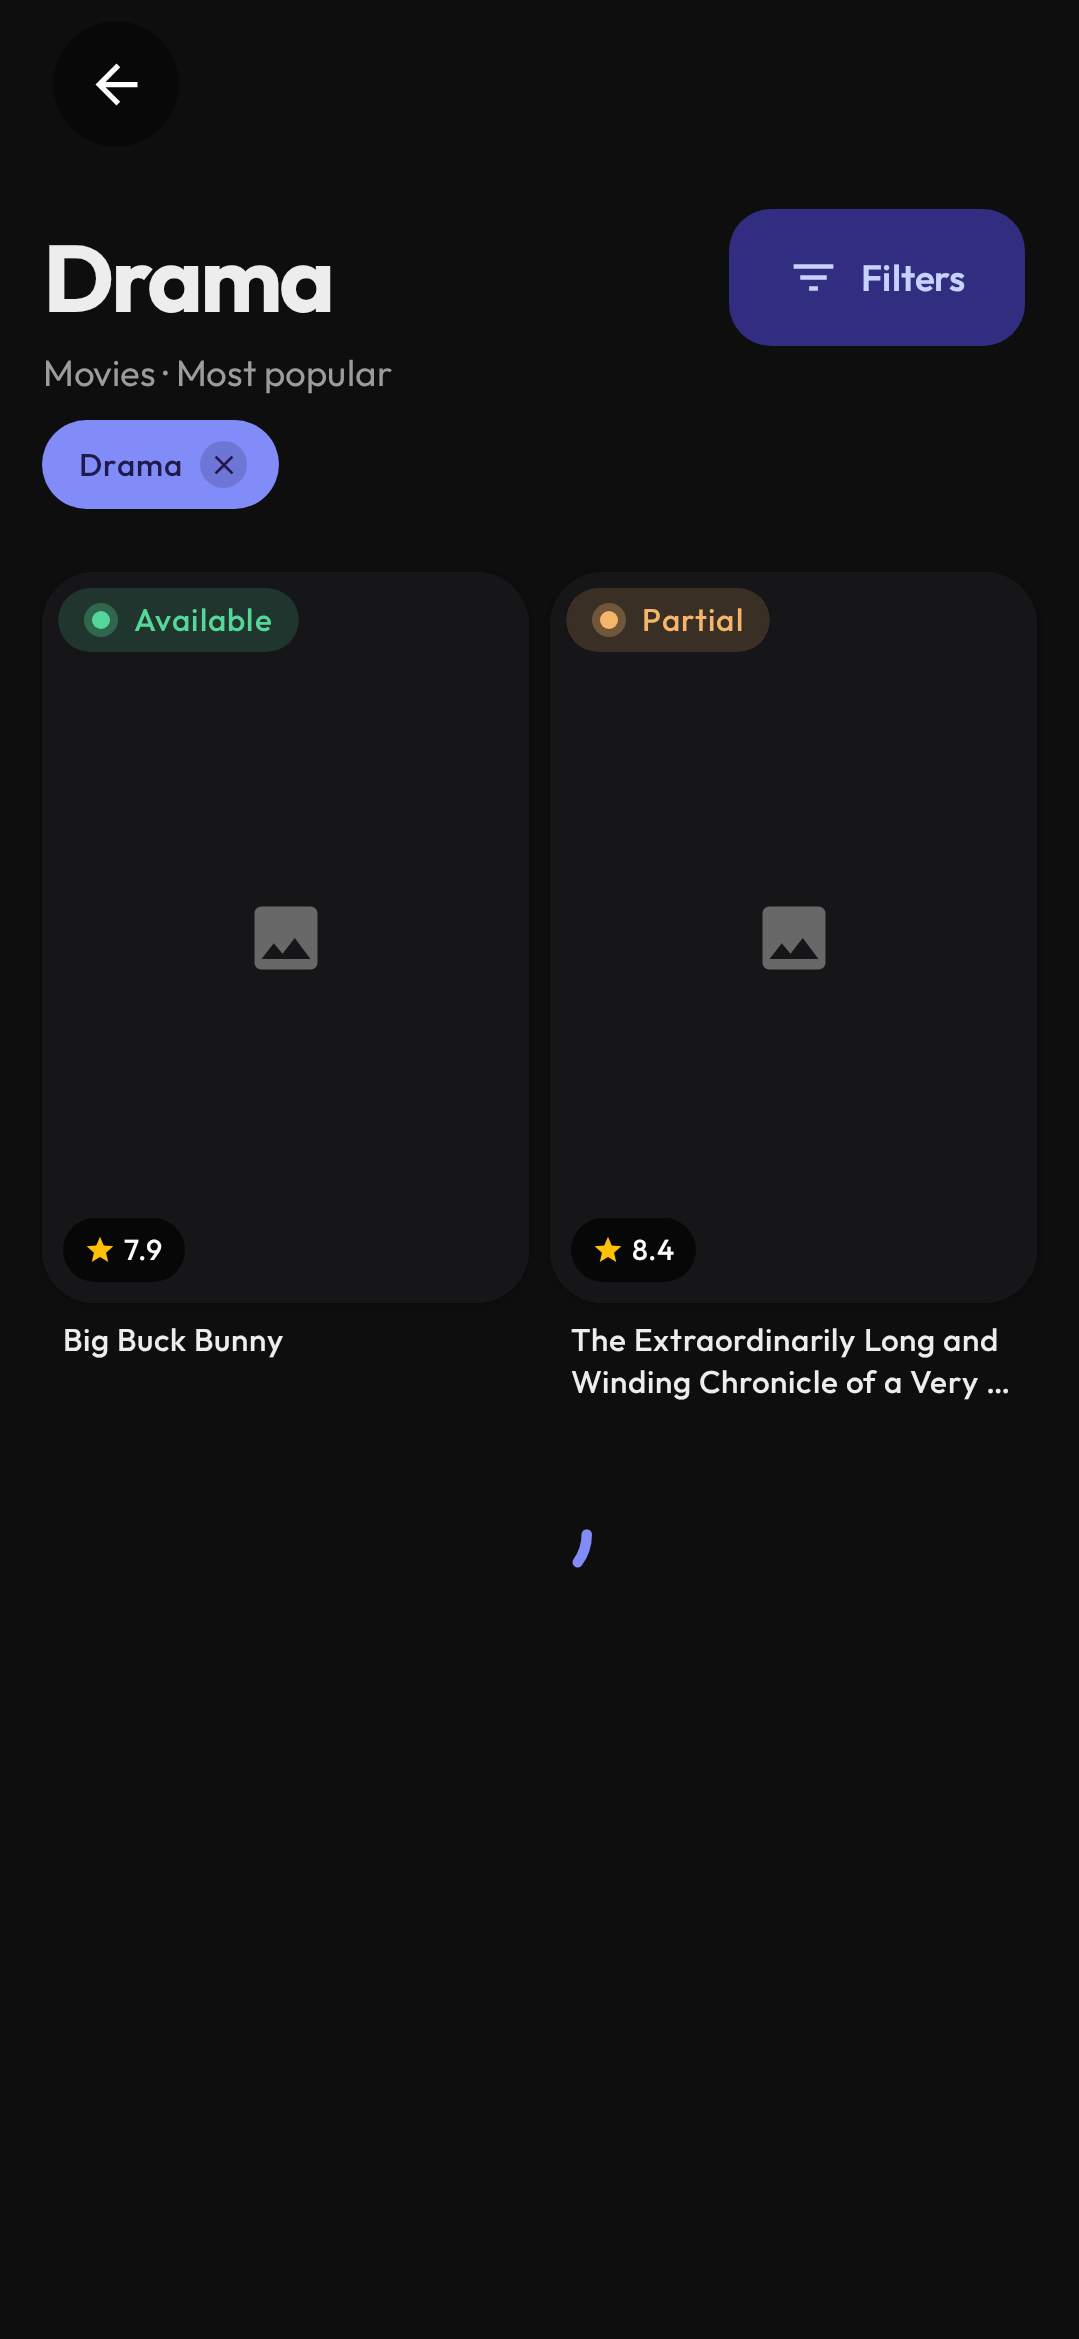 Drama
Filters
Movies · Most popular
Drama
Available
Partial
7.9
8.4
Big Buck Bunny
The Extraordinarily Long and
Winding Chronicle of a Very ...